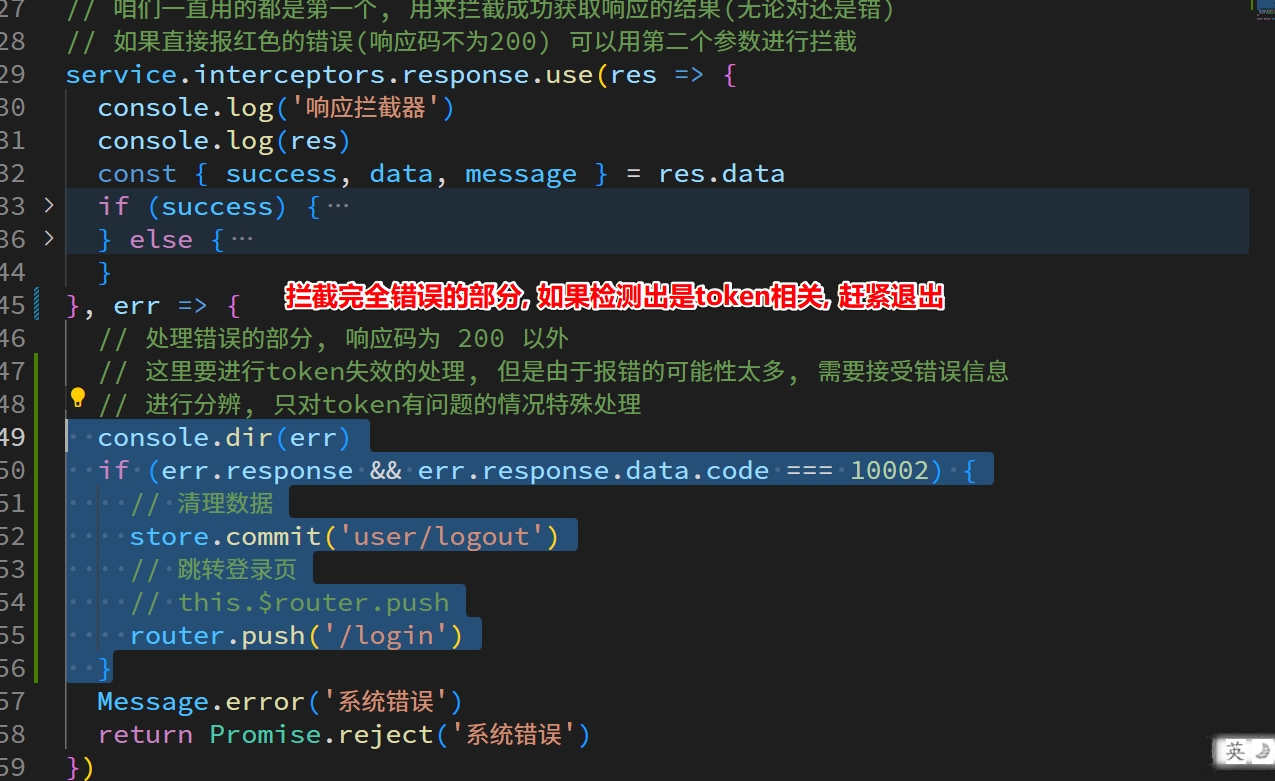 27 // 咱们一直用的都是第一个, 用来拦截成功获取响应的结果(无论对还是错)
28 // 如果直接报红色的错误(响应码不为200) 可以用第二个参数进行拦截
29 service.interceptors.response.use(res => {
30 console.log('响应拦截器')
31 console.log(res)
32 const { success, data, message } = res.data
33 if (success) {…
36 } else {…
44 }
拦截完全错误的部分, 如果检测出是token相关, 赶紧退出
45 }, err => {
46 // 处理错误的部分, 响应码为 200 以外
47 // 这里要进行token失效的处理, 但是由于报错的可能性太多, 需要接受错误信息
48 // 进行分辨, 只对token有问题的情况特殊处理
49 console.dir(err)
50 if (err.response && err.response.data.code === 10002) {
51 // 清理数据
52 store.commit('user/logout')
53 // 跳转登录页
54 // this.$router.push
55 router.push('/login')
56 }
57 Message.error('系统错误')
58 return Promise.reject('系统错误')
59 })
英